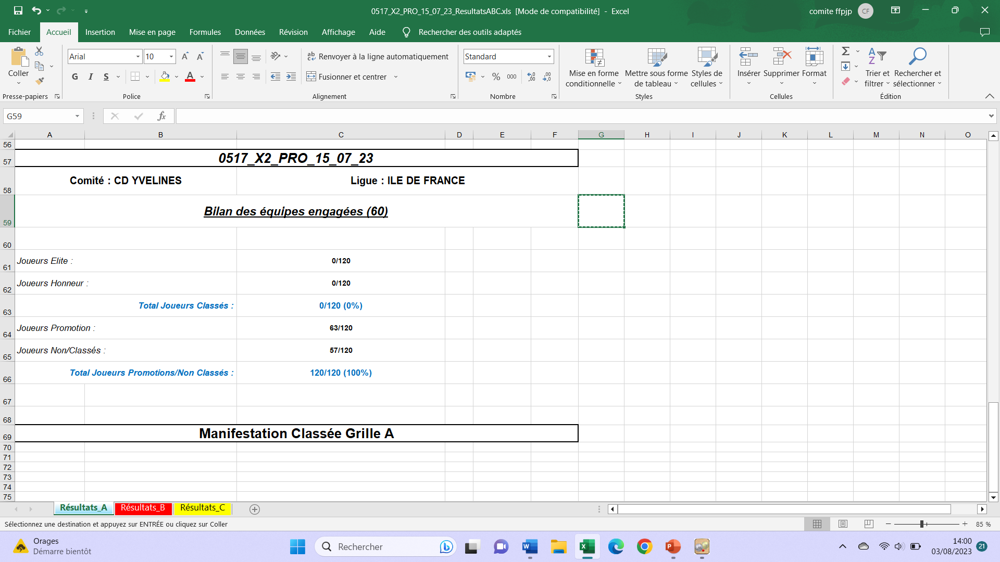 0517_X2_PRO_15_07_23_ResultatsABC.xls [Mode de compatibilité] - Excel
comite ffpjp CF
Fichier Accueil Insertion Mise en page Formules Données Révision Affichage Aide Rechercher des outils adaptés
Coller
Presse-papiers
Arial 10
G I S
Police
Renvoyer à la ligne automatiquement
Fusionner et centrer
Alignement
Standard
% 000
Nombre
Mise en forme conditionnelle
Mettre sous forme de tableau
Styles de cellules
Styles
Insérer Supprimer Format
Cellules
Trier et filtrer
Rechercher et sélectionner
Édition
G59
fx
A B C D E F G H I J K L M N O
56
57 0517_X2_PRO_15_07_23
58 Comité : CD YVELINES Ligue : ILE DE FRANCE
59 Bilan des équipes engagées (60)
60
61 Joueurs Elite : 0/120
62 Joueurs Honneur : 0/120
63 Total Joueurs Classés : 0/120 (0%)
64 Joueurs Promotion : 63/120
65 Joueurs Non/Classés : 57/120
66 Total Joueurs Promotions/Non Classés : 120/120 (100%)
67
68
69 Manifestation Classée Grille A
70
71
72
73
74
75
Résultats_A Résultats_B Résultats_C
Sélectionnez une destination et appuyez sur ENTRÉE ou cliquez sur Coller
85 %
Orages
Démarre bientôt
Rechercher
14:00
03/08/2023
21